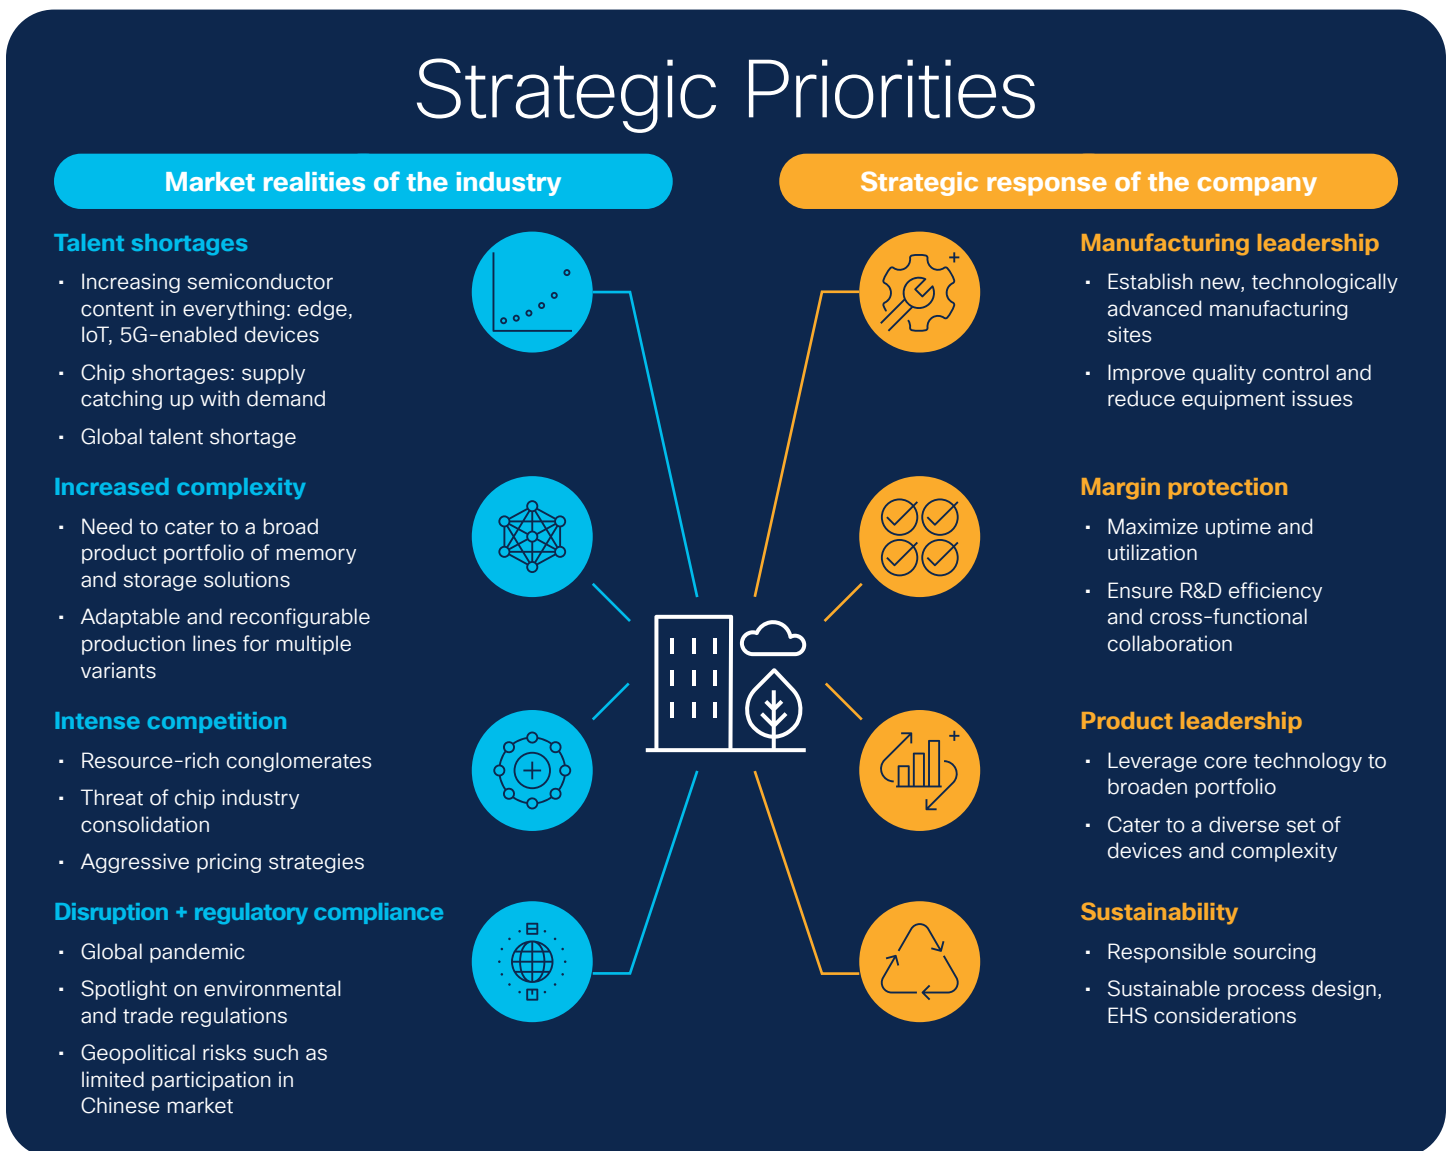 Strategic Priorities
Market realities of the industry
Talent shortages
· Increasing semiconductor
content in everything: edge,
IoT, 5G-enabled devices
· Chip shortages: supply
catching up with demand
· Global talent shortage
Increased complexity
· Need to cater to a broad
product portfolio of memory
and storage solutions
· Adaptable and reconfigurable
production lines for multiple
variants
Intense competition
· Resource-rich conglomerates
· Threat of chip industry
consolidation
· Aggressive pricing strategies
Disruption + regulatory compliance
· Global pandemic
· Spotlight on environmental
and trade regulations
· Geopolitical risks such as
limited participation in
Chinese market
Strategic response of the company
Manufacturing leadership
· Establish new, technologically
advanced manufacturing
sites
· Improve quality control and
reduce equipment issues
Margin protection
· Maximize uptime and
utilization
· Ensure R&D efficiency
and cross-functional
collaboration
Product leadership
· Leverage core technology to
broaden portfolio
· Cater to a diverse set of
devices and complexity
Sustainability
· Responsible sourcing
· Sustainable process design,
EHS considerations